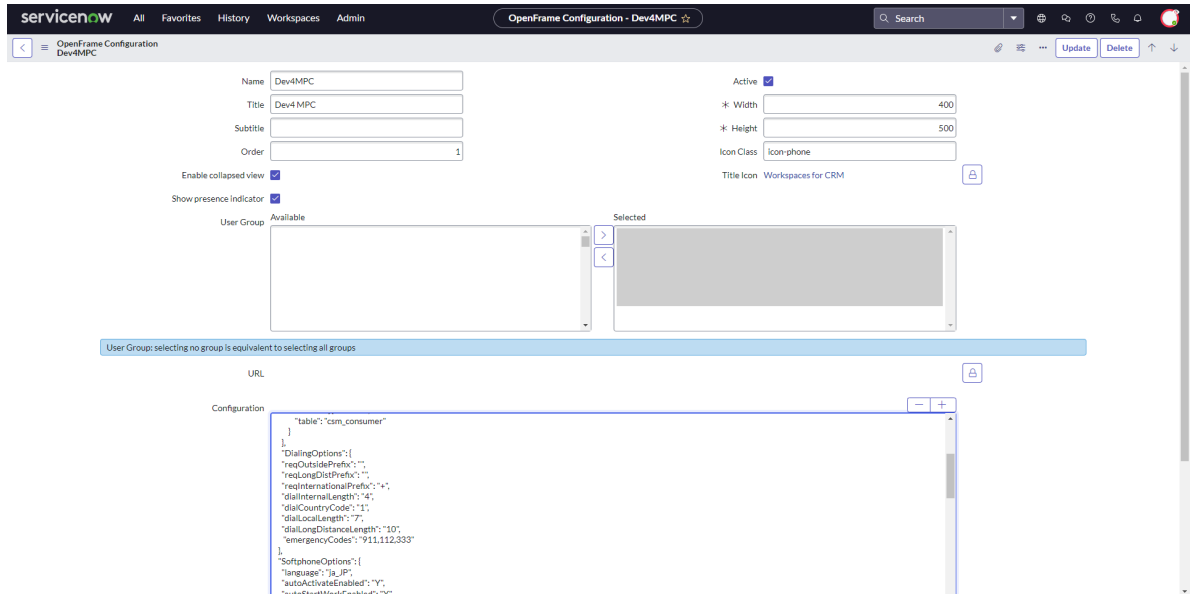 servicenow All Favorites History Workspaces Admin OpenFrame Configuration - Dev4MPC ☆ Search
OpenFrame Configuration
Dev4MPC
Update Delete
Name Dev4MPC
Active
Title Dev4 MPC
* Width 400
Subtitle
* Height 500
Order 1
Icon Class icon-phone
Enable collapsed view
Title Icon Workspaces for CRM
Show presence indicator
User Group
Available
Selected
User Group: selecting no group is equivalent to selecting all groups
URL
Configuration
"table": "csm_consumer"
}
},
"DialingOptions": {
"reqOutsidePrefix": "",
"reqLongDistPrefix": "",
"reqInternationalPrefix": "+",
"dialInternalLength": "4",
"dialCountryCode": "1",
"dialLocalLength": "7",
"dialLongDistanceLength": "10",
"emergencyCodes": "911,112,333"
},
"SoftphoneOptions": {
"language": "ja_JP",
"autoActivateEnabled": "Y",
"autoStartWorkEnabled": "Y"